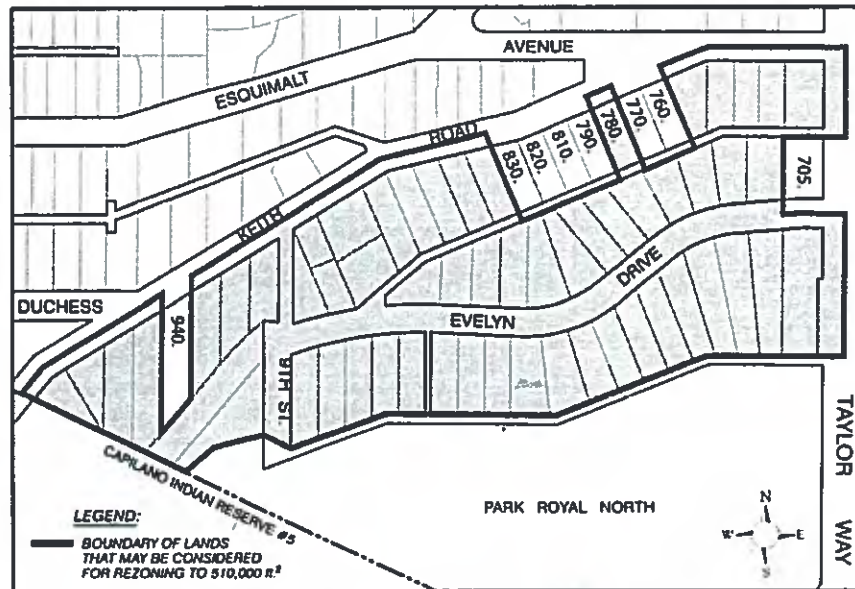 AVENUE
ESQUIMALT
ROAD
KEITH
DUCHESS
760.
770.
780.
790.
810.
820.
830.
705.
940.
DRIVE
EVELYN
9TH St.
TAYLOR WAY
CAPILANO INDIAN RESERVE #5
PARK ROYAL NORTH
N
W
E
S
LEGEND:
BOUNDARY OF LANDS
THAT MAY BE CONSIDERED
FOR REZONING TO 510,000 ft.²